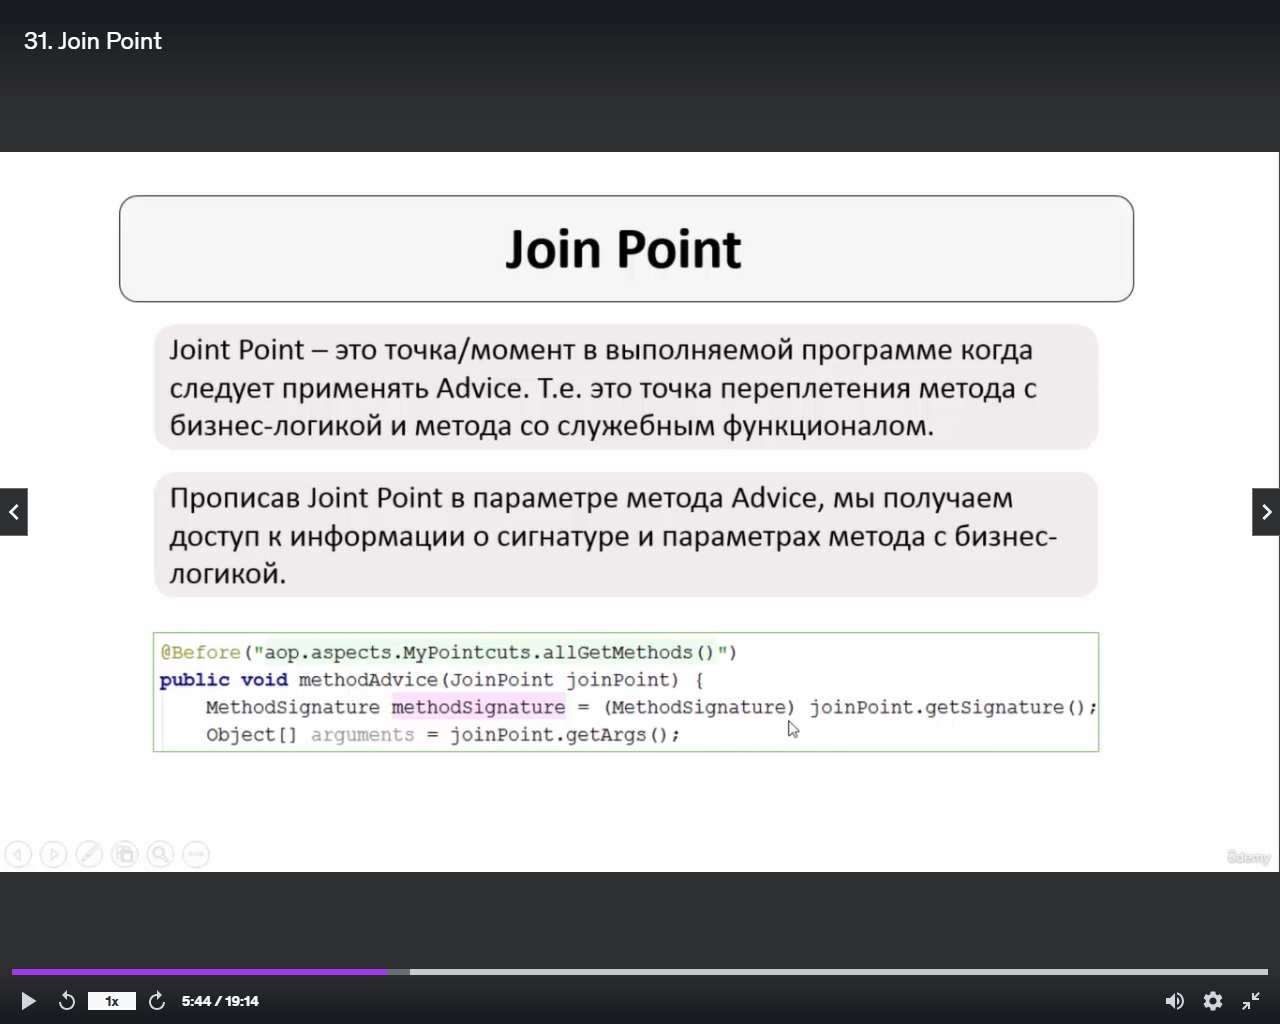 31. Join Point
Join Point
Joint Point – это точка/момент в выполняемой программе когда
следует применять Advice. Т.е. это точка переплетения метода с
бизнес-логикой и метода со служебным функционалом.
Прописав Joint Point в параметре метода Advice, мы получаем
доступ к информации о сигнатуре и параметрах метода с бизнес-
логикой.
@Before("aop.aspects.MyPointcuts.allGetMethods()")
public void methodAdvice(JoinPoint joinPoint) {
MethodSignature methodSignature = (MethodSignature) joinPoint.getSignature();
Object[] arguments = joinPoint.getArgs();
ûdemy
1x
5:44 / 19:14